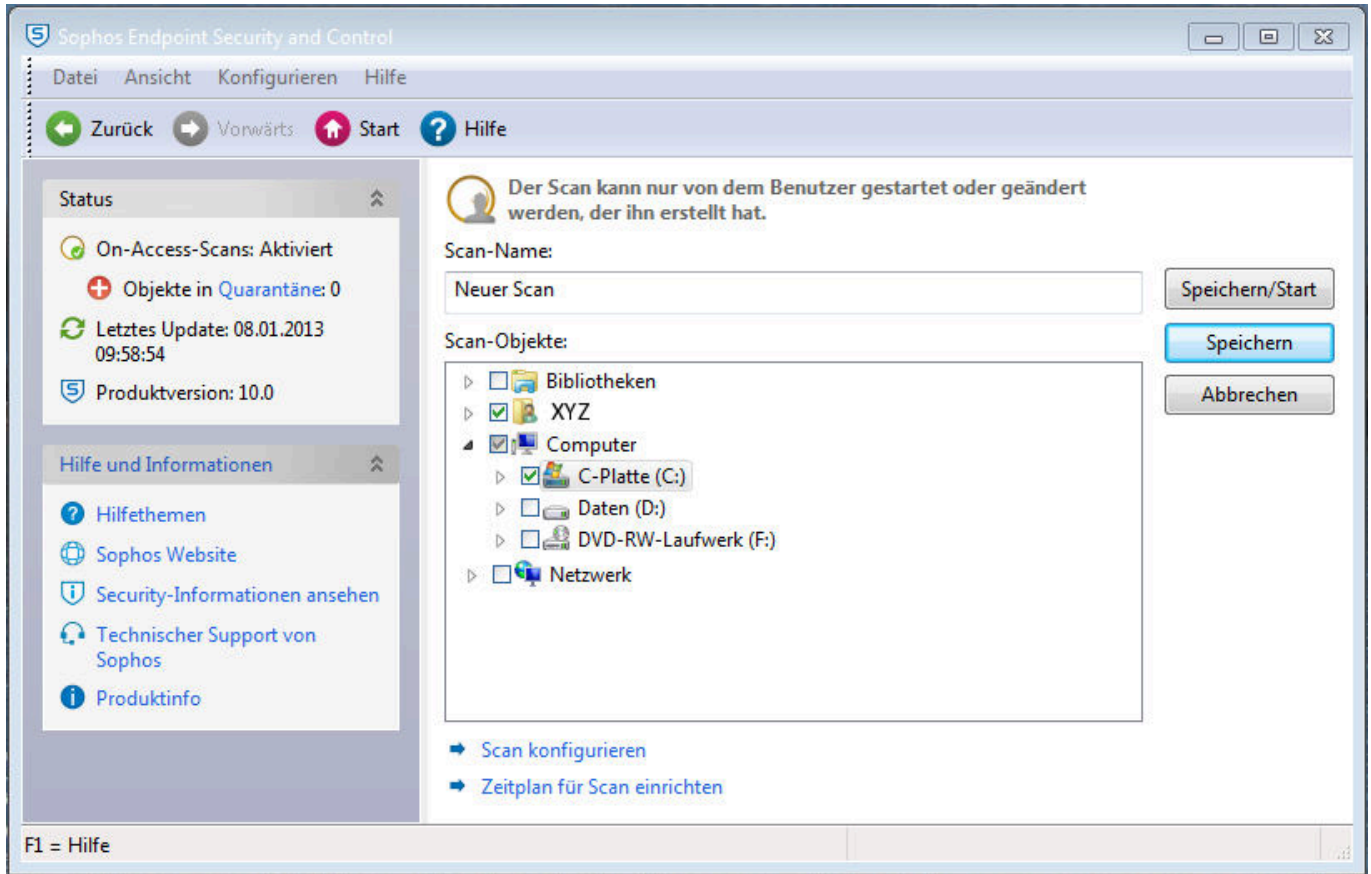 Sophos Endpoint Security and Control
Datei Ansicht Konfigurieren Hilfe
Zurück Vorwärts Start Hilfe
Status
On-Access-Scans: Aktiviert
Objekte in Quarantäne: 0
Letztes Update: 08.01.2013
09:58:54
Produktversion: 10.0
Hilfe und Informationen
Hilfethemen
Sophos Website
Security-Informationen ansehen
Technischer Support von
Sophos
Produktinfo
Der Scan kann nur von dem Benutzer gestartet oder geändert
werden, der ihn erstellt hat.
Scan-Name:
Neuer Scan
Speichern/Start
Scan-Objekte:
Speichern
Abbrechen
Bibliotheken
XYZ
Computer
C-Platte (C:)
Daten (D:)
DVD-RW-Laufwerk (F:)
Netzwerk
Scan konfigurieren
Zeitplan für Scan einrichten
F1 = Hilfe